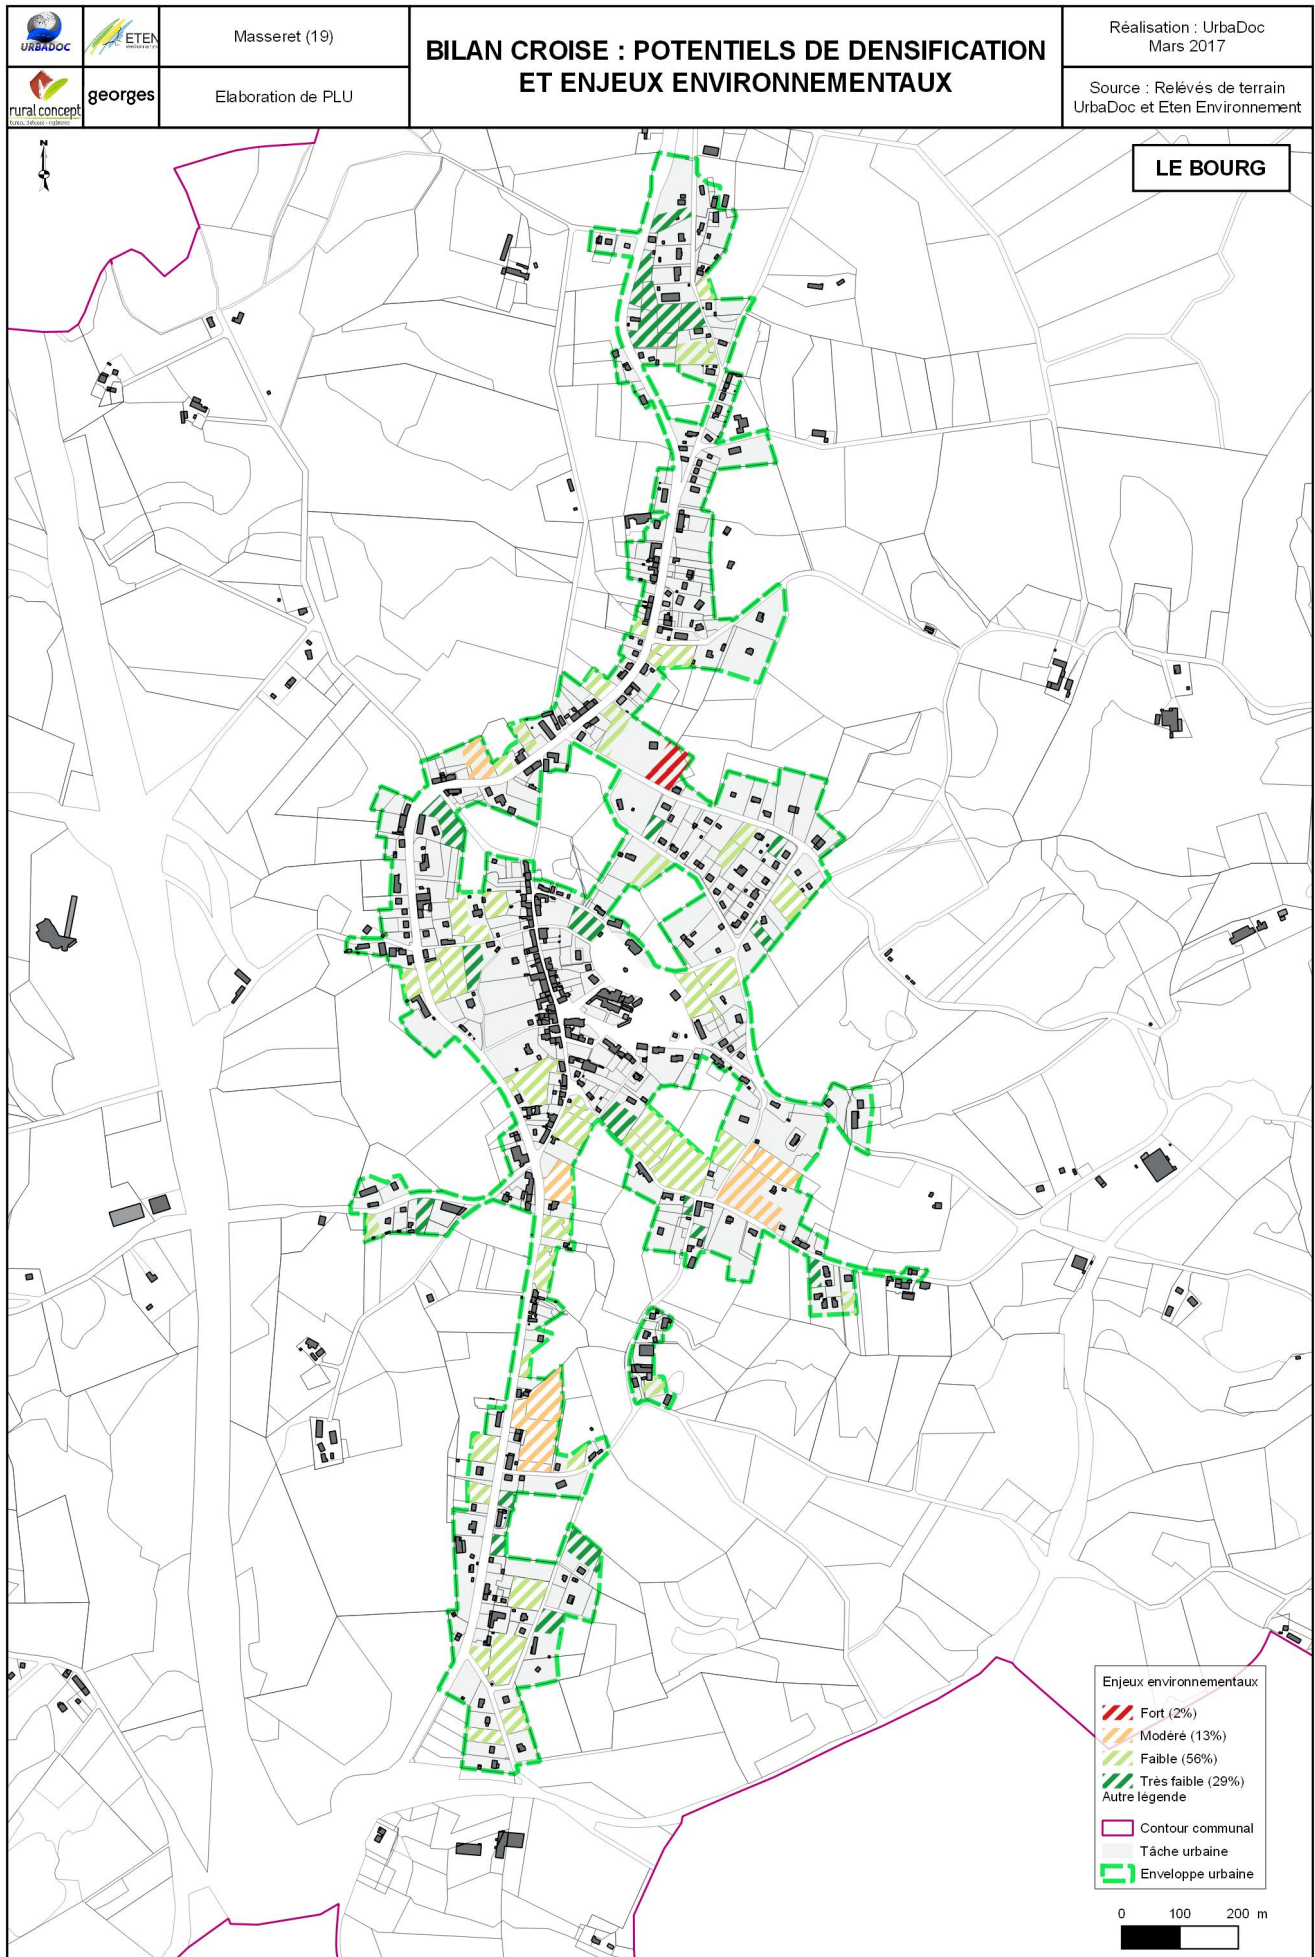 URBADOC
ETEN
rural concept
georges
Masseret (19)
Elaboration de PLU
BILAN CROISE : POTENTIELS DE DENSIFICATION
ET ENJEUX ENVIRONNEMENTAUX
Réalisation : UrbaDoc
Mars 2017
Source : Relévés de terrain
UrbaDoc et Eten Environnement
N
LE BOURG
Enjeux environnementaux
Fort (2%)
Modéré (13%)
Faible (56%)
Très faible (29%)
Autre légende
Contour communal
Tâche urbaine
Enveloppe urbaine
0 100 200 m